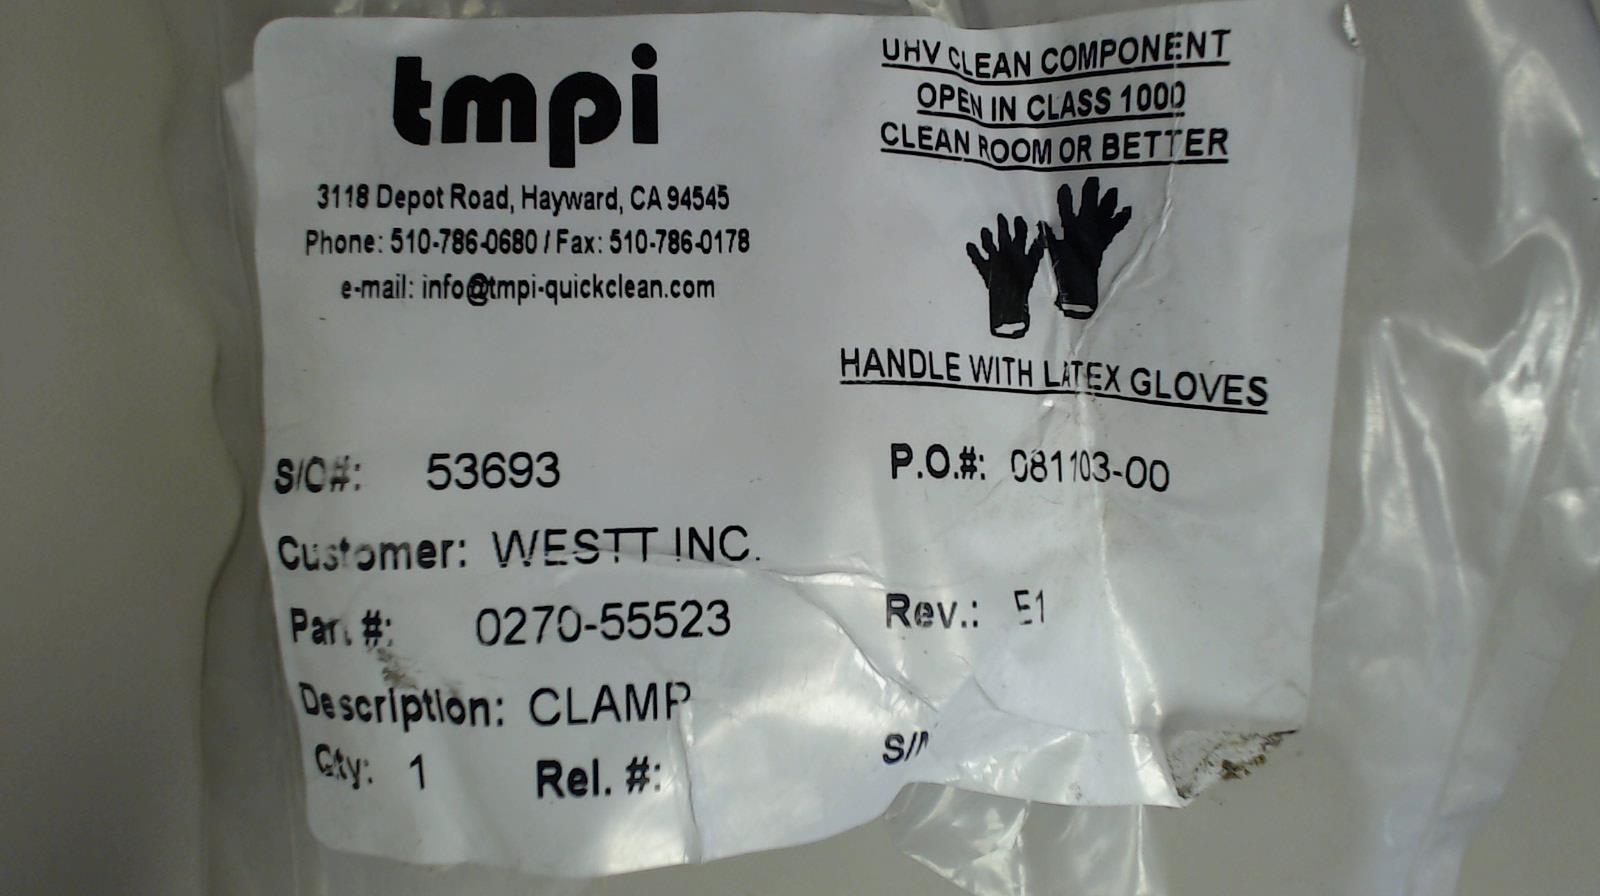 tmpi
3118 Depot Road, Hayward, CA 94545
Phone: 510-786-0680 / Fax: 510-786-0178
e-mail: info@tmpi-quickclean.com
UHV CLEAN COMPONENT
OPEN IN CLASS 1000
CLEAN ROOM OR BETTER
HANDLE WITH LATEX GLOVES
S/O#: 53693
P.O.#: 081103-00
Customer: WESTT INC.
Part #: 0270-55523
Rev.: E1
Description: CLAMP
Qty: 1
Rel. #: